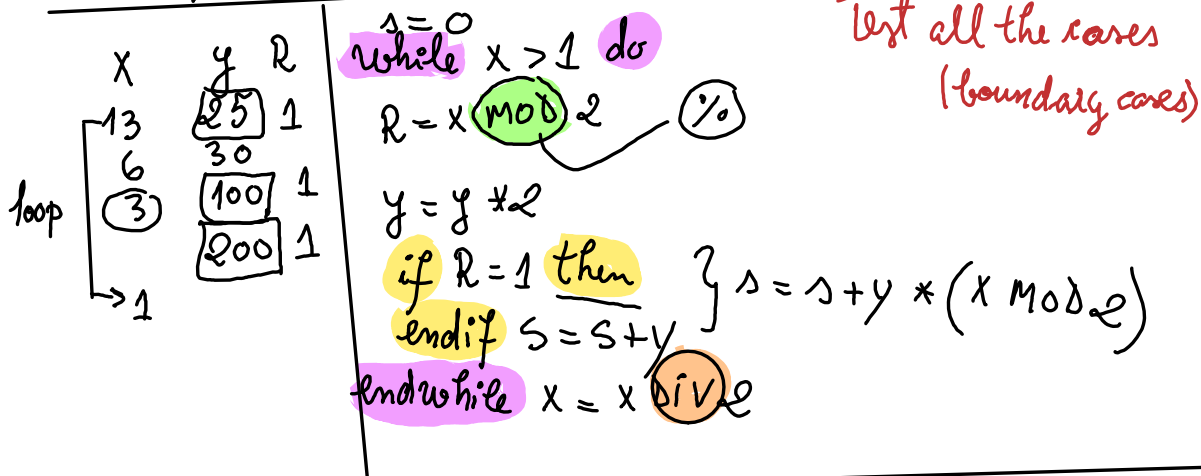 x y R
13 25 1
6 30
3 100 1
200 1
loop
1
s = 0
while x > 1 do
R = x MOD 2
%
y = y *2
if R = 1 then
endif S = S+y
s = s+y * (x MOD 2)
endwhile x = x DIV 2
Test all the cases
(boundary cases)